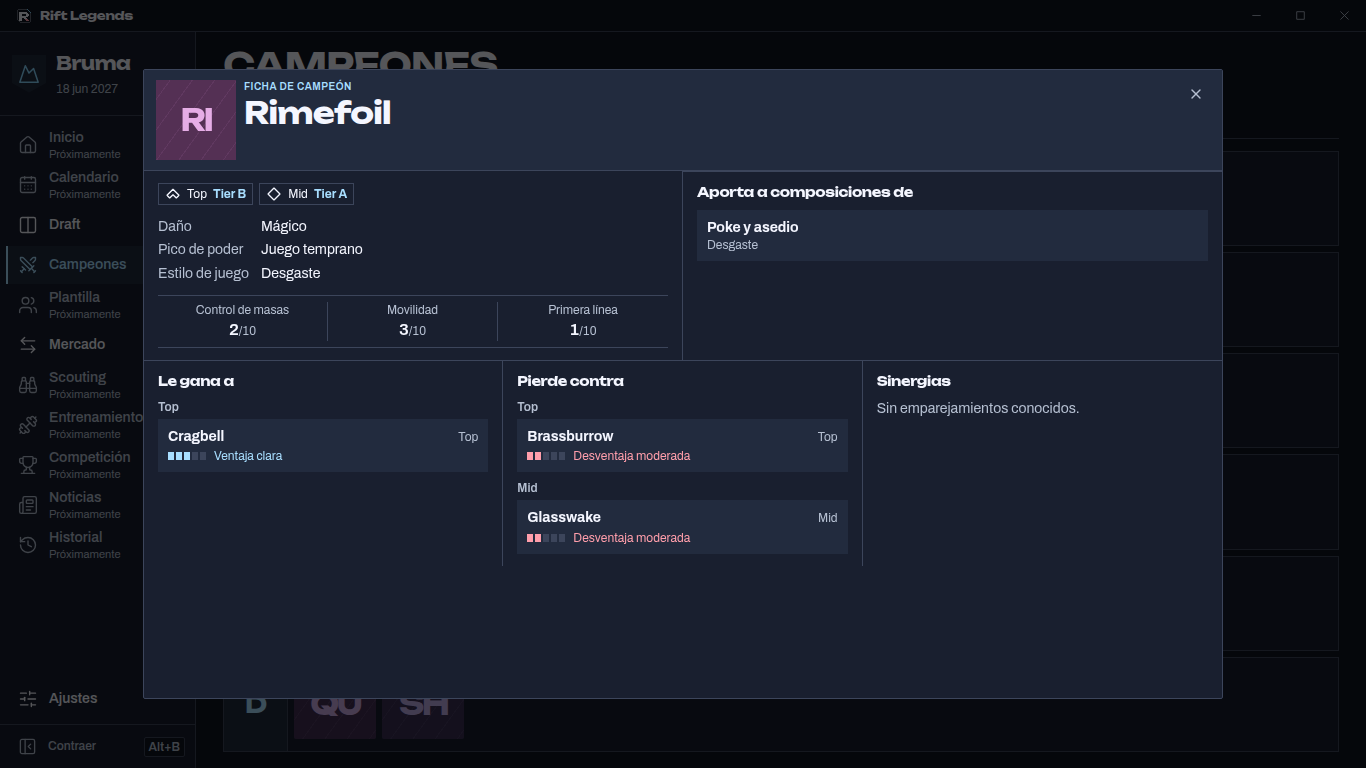 Rift Legends
Bruma
18 jun 2027
Inicio
Próximamente
Calendario
Próximamente
Draft
Campeones
Plantilla
Próximamente
Mercado
Scouting
Próximamente
Entrenamiento
Próximamente
Competición
Próximamente
Noticias
Próximamente
Historial
Próximamente
Ajustes
Contraer Alt+B
CAMPEONES
RI
FICHA DE CAMPEÓN
Rimefoil
Top Tier B Mid Tier A
Daño Mágico
Pico de poder Juego temprano
Estilo de juego Desgaste
Control de masas Movilidad Primera línea
2/10 3/10 1/10
Aporta a composiciones de
Poke y asedio
Desgaste
Le gana a
Top
Cragbell Top
Ventaja clara
Pierde contra
Top
Brassburrow Top
Desventaja moderada
Mid
Glasswake Mid
Desventaja moderada
Sinergias
Sin emparejamientos conocidos.
QU SH